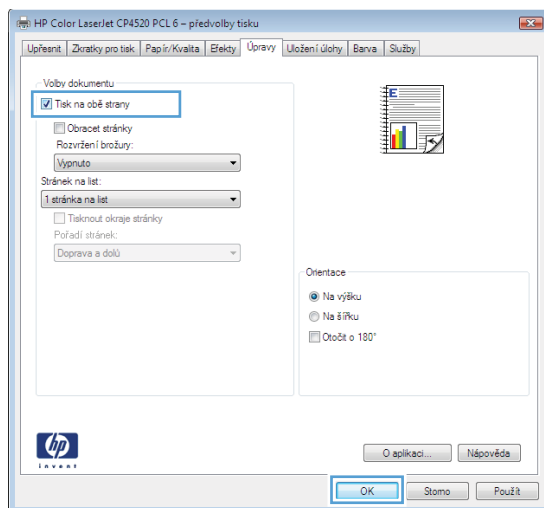 HP Color LaserJet CP4520 PCL 6 – předvolby tisku
Upřesnit Zkratky pro tisk Papír/Kvalita Efekty Úpravy Uložení úlohy Barva Služby
Volby dokumentu
Tisk na obě strany
Obracet stránky
Rozvržení brožury:
Vypnuto
Stránek na list:
1 stránka na list
Tisknout okraje stránky
Pořadí stránek:
Doprava a dolů
E
Orientace
Na výšku
Na šířku
Otočit o 180°
hp
invent
O aplikaci... Nápověda
OK Storno Použít